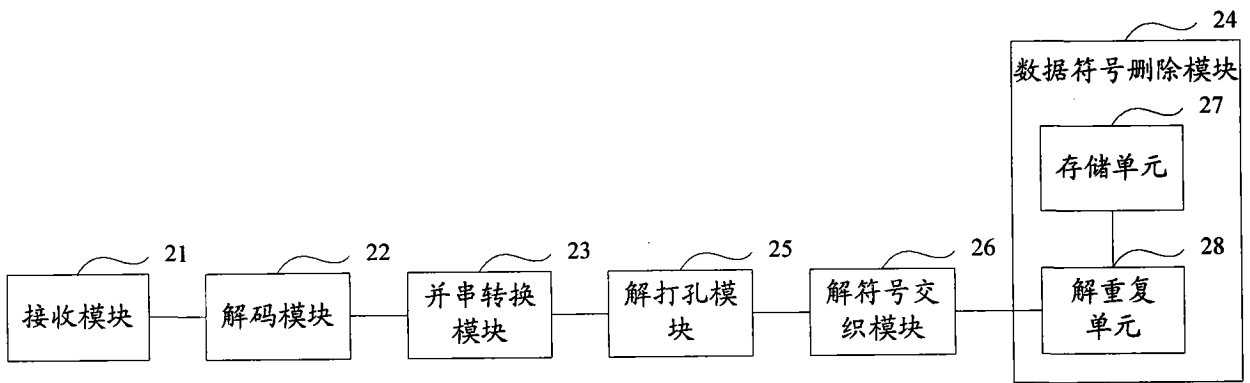 24
数据符号删除模块
27
存储单元
21
接收模块
22
解码模块
23
并串转换
模块
25
解打孔模
块
26
解符号交
织模块
28
解重复
单元